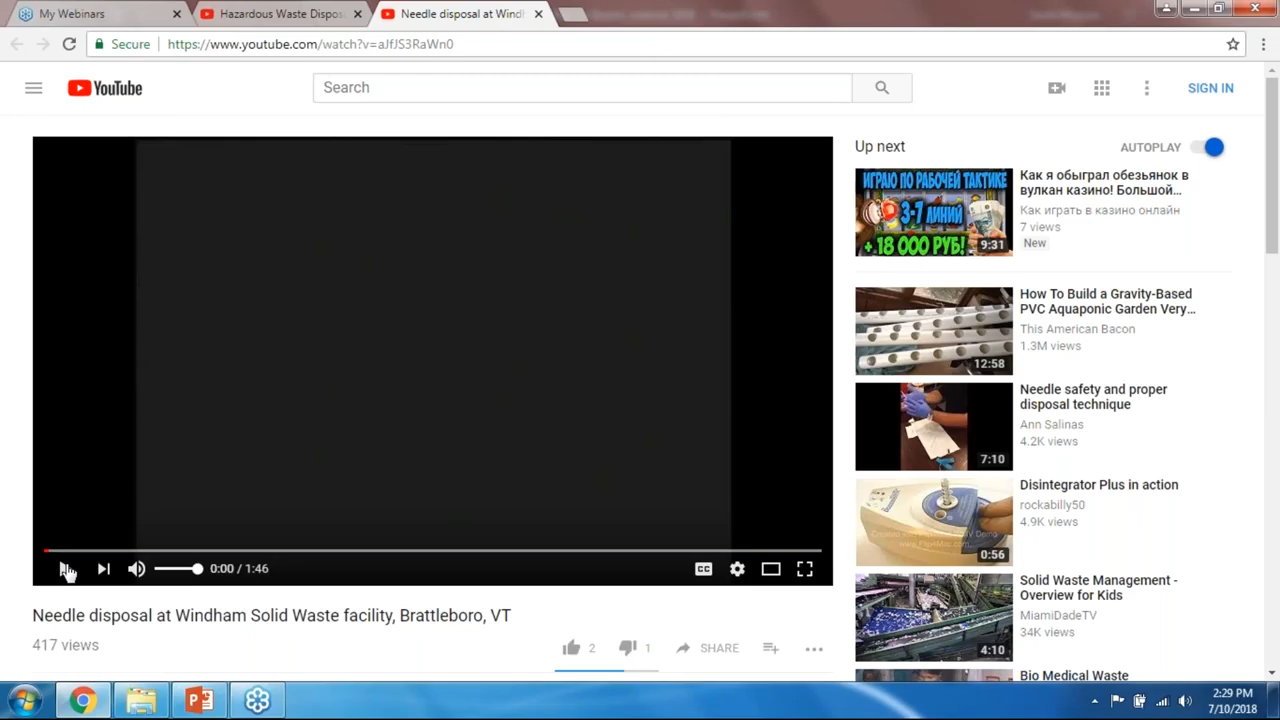 My Webinars
Hazardous Waste Dispos
Needle disposal at Wind
Secure
https://www.youtube.com/watch?v=aJfJS3RaWn0
YouTube
Search
SIGN IN
Up next
AUTOPLAY
ИГРАЮ ПО РАБОЧЕЙ ТАКТИКЕ
3-7 ЛИНИЙ
+ 18 000 РУБ!
9:31
Как я обыграл обезьянок в
вулкан казино! Большой...
Как играть в казино онлайн
7 views
New
12:58
How To Build a Gravity-Based
PVC Aquaponic Garden Very...
This American Bacon
1.3M views
7:10
Needle safety and proper
disposal technique
Ann Salinas
4.2K views
0:56
Disintegrator Plus in action
rockabilly50
4.9K views
4:10
Solid Waste Management -
Overview for Kids
MiamiDadeTV
34K views
Bio Medical Waste
0:00 / 1:46
CC
Needle disposal at Windham Solid Waste facility, Brattleboro, VT
417 views
2
1
SHARE
2:29 PM
7/10/2018